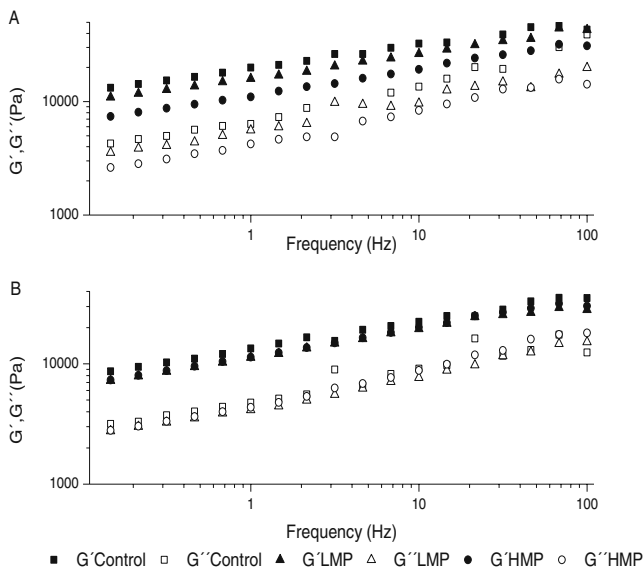 A
G´,G´´(Pa)
10000
1000
1
10
100
Frequency (Hz)
B
G´,G´´(Pa)
10000
1000
1
10
100
Frequency (Hz)
G´Control G´´Control G´LMP G´´LMP G´HMP G´´HMP